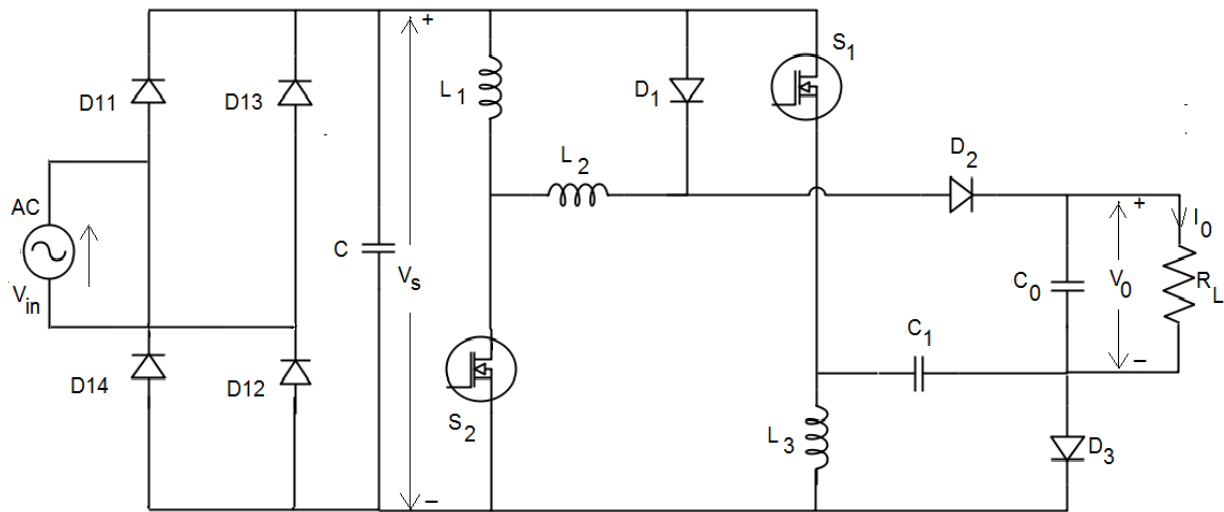 S1
D11
D13
L1
D1
L2
D2
AC
+
+
I0
Vin
C
Vs
C0
V0
RL
C1
D14
D12
S2
L3
D3
–
–